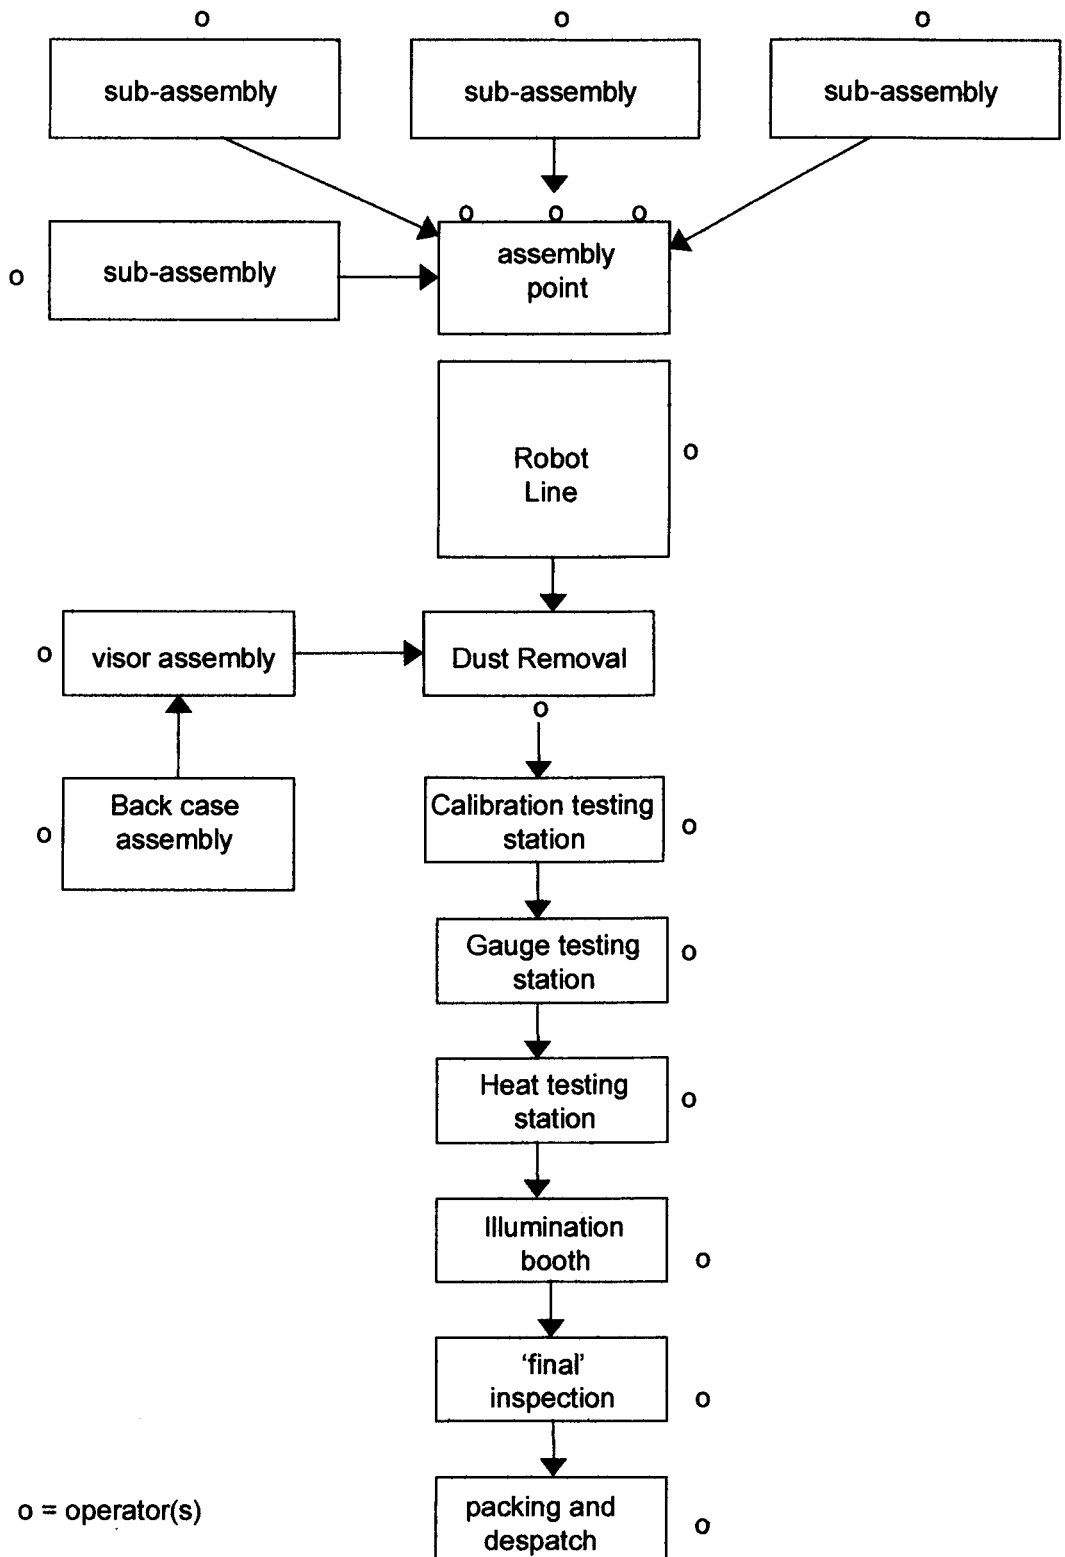 o o o
sub-assembly sub-assembly sub-assembly
o o o
assembly
point
o sub-assembly
Robot
Line
o
o visor assembly Dust Removal
o
o Back case
assembly
Calibration testing
station
o
Gauge testing
station
o
Heat testing
station
o
Illumination
booth
o
‘final’
inspection
o
o = operator(s)
packing and
despatch
o